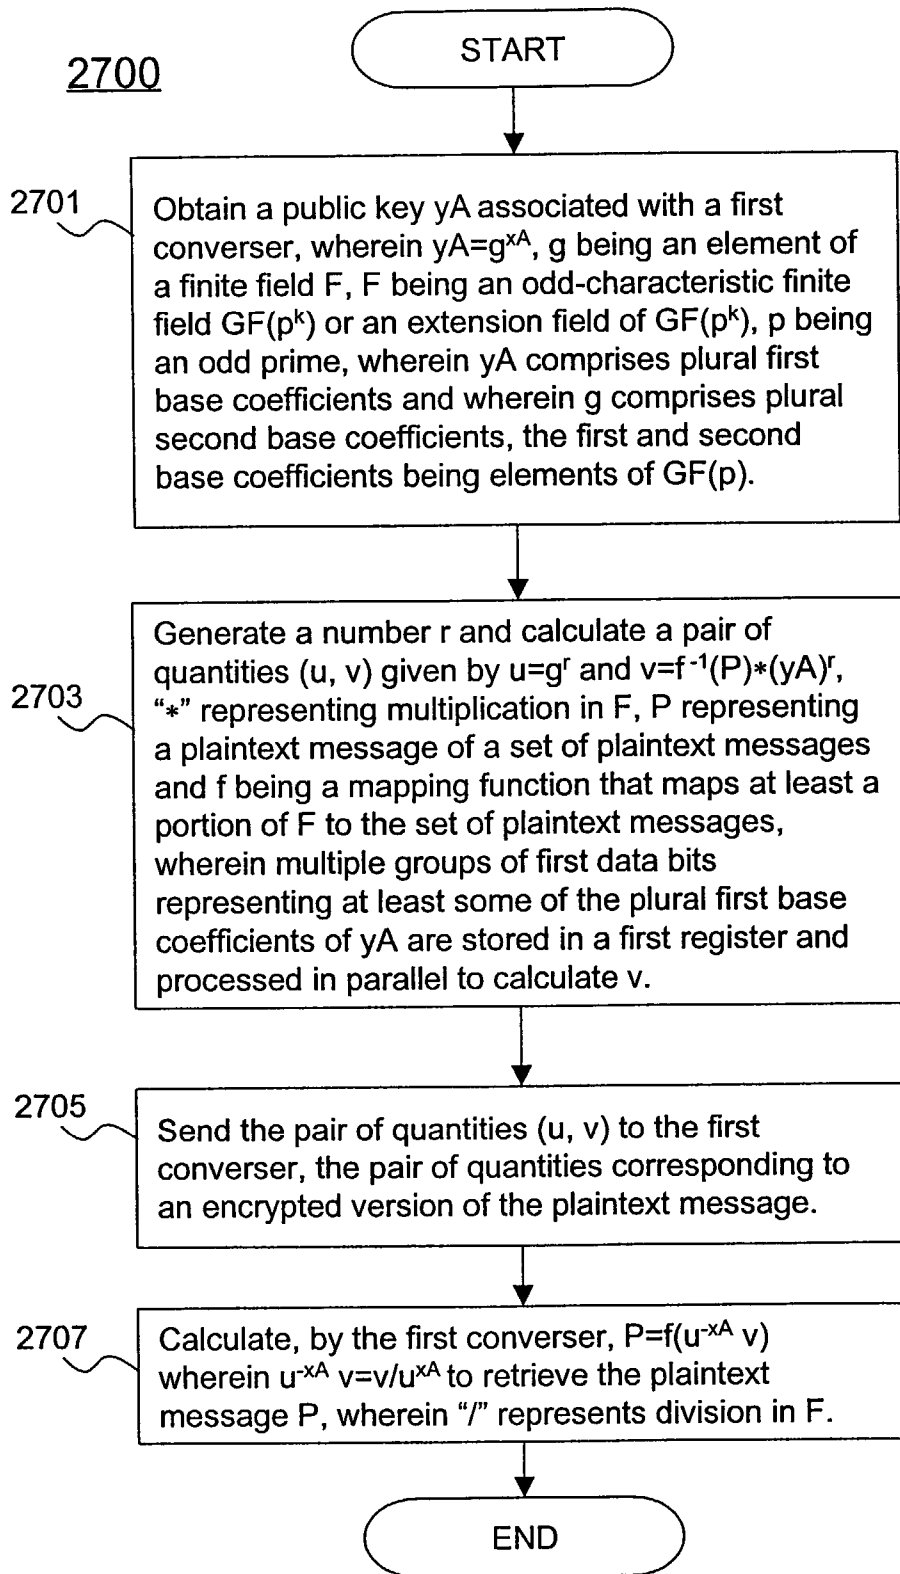 START
2700
2701
Obtain a public key yA associated with a first
converser, wherein yA=g^xA, g being an element of
a finite field F, F being an odd-characteristic finite
field GF(p^k) or an extension field of GF(p^k), p being
an odd prime, wherein yA comprises plural first
base coefficients and wherein g comprises plural
second base coefficients, the first and second
base coefficients being elements of GF(p).
2703
Generate a number r and calculate a pair of
quantities (u, v) given by u=g^r and v=f^-1(P)*(yA)^r,
“*” representing multiplication in F, P representing
a plaintext message of a set of plaintext messages
and f being a mapping function that maps at least a
portion of F to the set of plaintext messages,
wherein multiple groups of first data bits
representing at least some of the plural first base
coefficients of yA are stored in a first register and
processed in parallel to calculate v.
2705
Send the pair of quantities (u, v) to the first
converser, the pair of quantities corresponding to
an encrypted version of the plaintext message.
2707
Calculate, by the first converser, P=f(u^-xA v)
wherein u^-xA v=v/u^xA to retrieve the plaintext
message P, wherein “/” represents division in F.
END